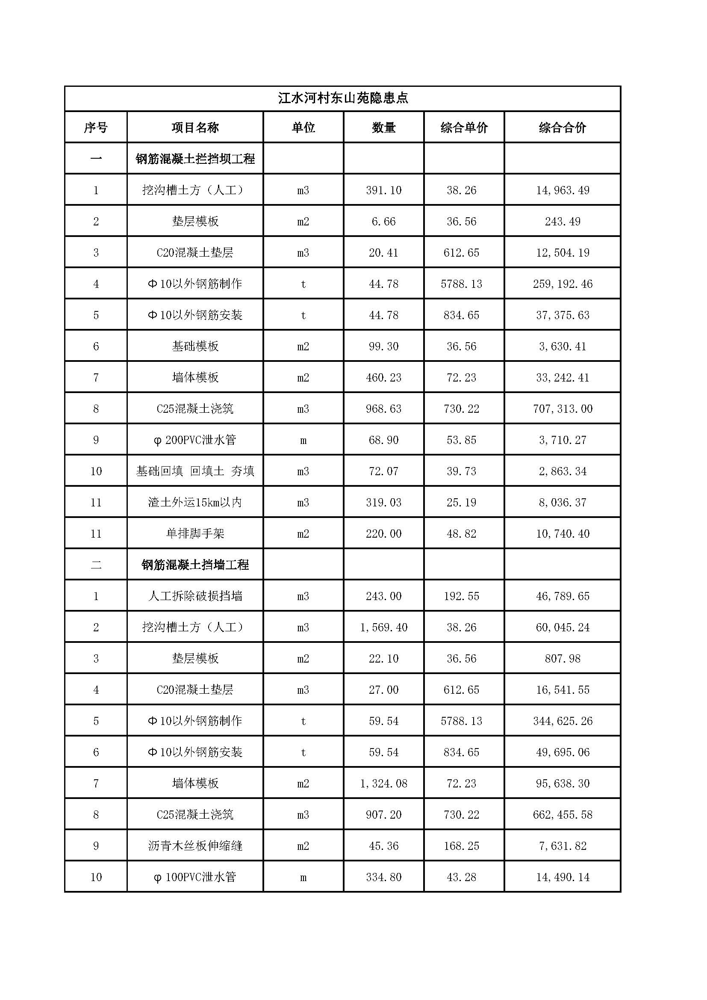 江水河村东山苑隐患点
序号 项目名称 单位 数量 综合单价 综合合价
一 钢筋混凝土拦挡坝工程
1 挖沟槽土方（人工） m3 391.10 38.26 14,963.49
2 垫层模板 m2 6.66 36.56 243.49
3 C20混凝土垫层 m3 20.41 612.65 12,504.19
4 Φ10以外钢筋制作 t 44.78 5788.13 259,192.46
5 Φ10以外钢筋安装 t 44.78 834.65 37,375.63
6 基础模板 m2 99.30 36.56 3,630.41
7 墙体模板 m2 460.23 72.23 33,242.41
8 C25混凝土浇筑 m3 968.63 730.22 707,313.00
9 φ200PVC泄水管 m 68.90 53.85 3,710.27
10 基础回填 回填土 夯填 m3 72.07 39.73 2,863.34
11 渣土外运15km以内 m3 319.03 25.19 8,036.37
11 单排脚手架 m2 220.00 48.82 10,740.40
二 钢筋混凝土挡墙工程
1 人工拆除破损挡墙 m3 243.00 192.55 46,789.65
2 挖沟槽土方（人工） m3 1,569.40 38.26 60,045.24
3 垫层模板 m2 22.10 36.56 807.98
4 C20混凝土垫层 m3 27.00 612.65 16,541.55
5 Φ10以外钢筋制作 t 59.54 5788.13 344,625.26
6 Φ10以外钢筋安装 t 59.54 834.65 49,695.06
7 墙体模板 m2 1,324.08 72.23 95,638.30
8 C25混凝土浇筑 m3 907.20 730.22 662,455.58
9 沥青木丝板伸缩缝 m2 45.36 168.25 7,631.82
10 φ100PVC泄水管 m 334.80 43.28 14,490.14